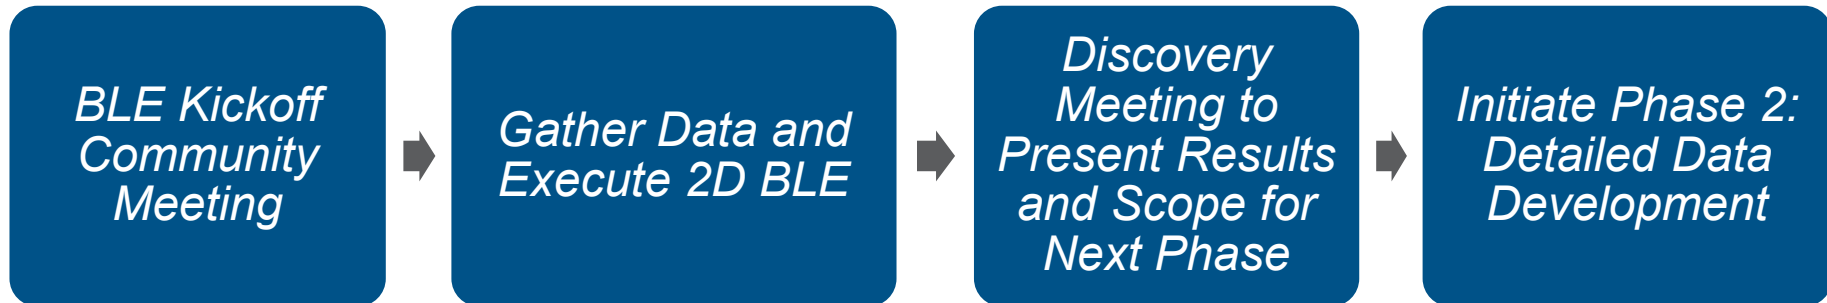 BLE Kickoff
Community
Meeting
Gather Data and
Execute 2D BLE
Discovery
Meeting to
Present Results
and Scope for
Next Phase
Initiate Phase 2:
Detailed Data
Development